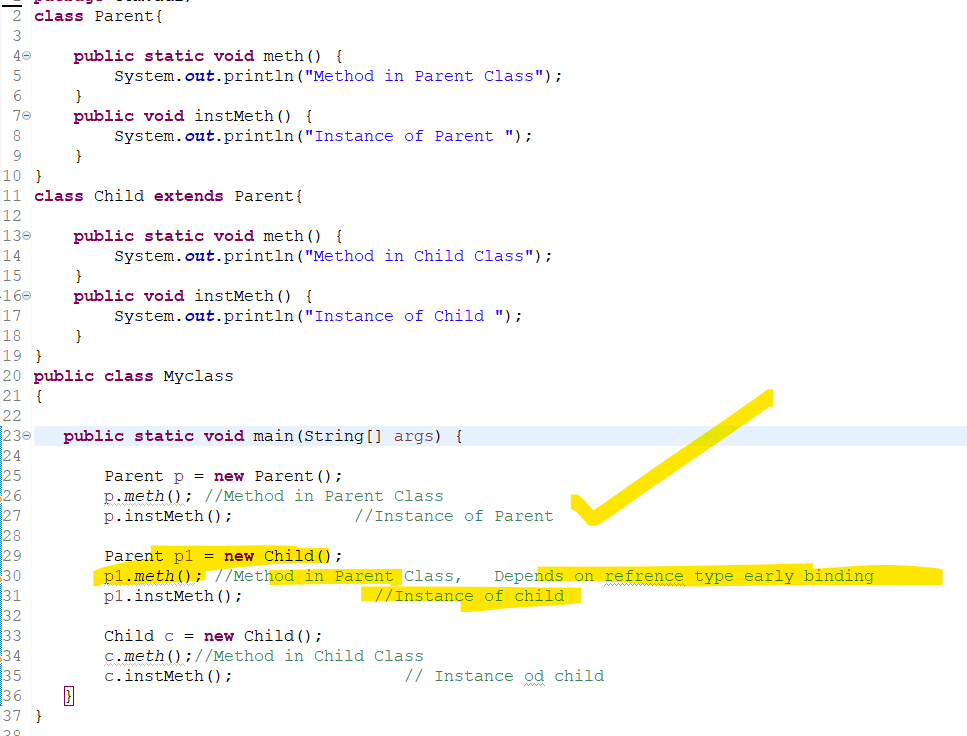 2 class Parent{
3
4 public static void meth() {
5 System.out.println("Method in Parent Class");
6 }
7 public void instMeth() {
8 System.out.println("Instance of Parent ");
9 }
10 }
11 class Child extends Parent{
12
13 public static void meth() {
14 System.out.println("Method in Child Class");
15 }
16 public void instMeth() {
17 System.out.println("Instance of Child ");
18 }
19 }
20 public class Myclass
21 {
22
23 public static void main(String[] args) {
24
25 Parent p = new Parent();
26 p.meth(); //Method in Parent Class
27 p.instMeth(); //Instance of Parent
28
29 Parent p1 = new Child();
30 p1.meth(); //Method in Parent Class, Depends on refrence type early binding
31 p1.instMeth(); //Instance of child
32
33 Child c = new Child();
34 c.meth();//Method in Child Class
35 c.instMeth(); // Instance od child
36 }
37 }
38